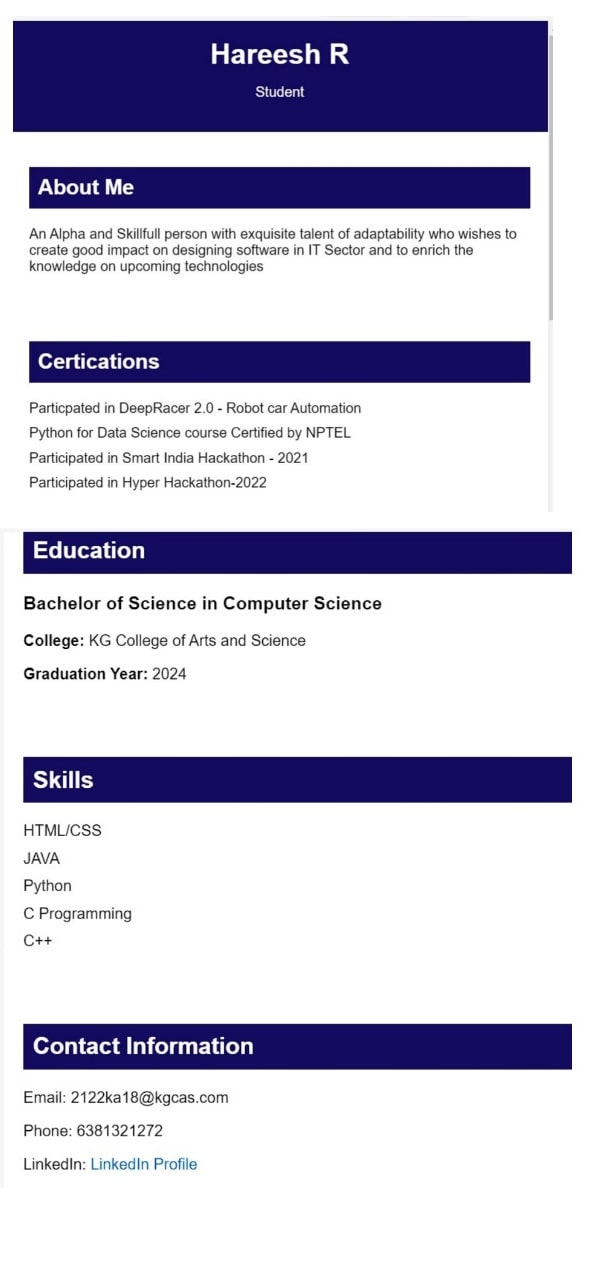 Hareesh R
Student
About Me
An Alpha and Skillfull person with exquisite talent of adaptability who wishes to
create good impact on designing software in IT Sector and to enrich the
knowledge on upcoming technologies
Certications
Particpated in DeepRacer 2.0 - Robot car Automation
Python for Data Science course Certified by NPTEL
Participated in Smart India Hackathon - 2021
Participated in Hyper Hackathon-2022
Education
Bachelor of Science in Computer Science
College: KG College of Arts and Science
Graduation Year: 2024
Skills
HTML/CSS
JAVA
Python
C Programming
C++
Contact Information
Email: 2122ka18@kgcas.com
Phone: 6381321272
LinkedIn: LinkedIn Profile